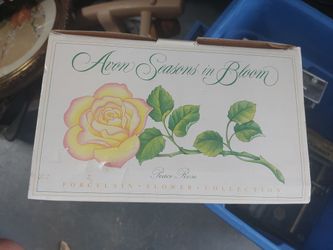 Avon Seasons in Bloom
Peace Rose
PORCELAIN • FLOWER • COLLECTION